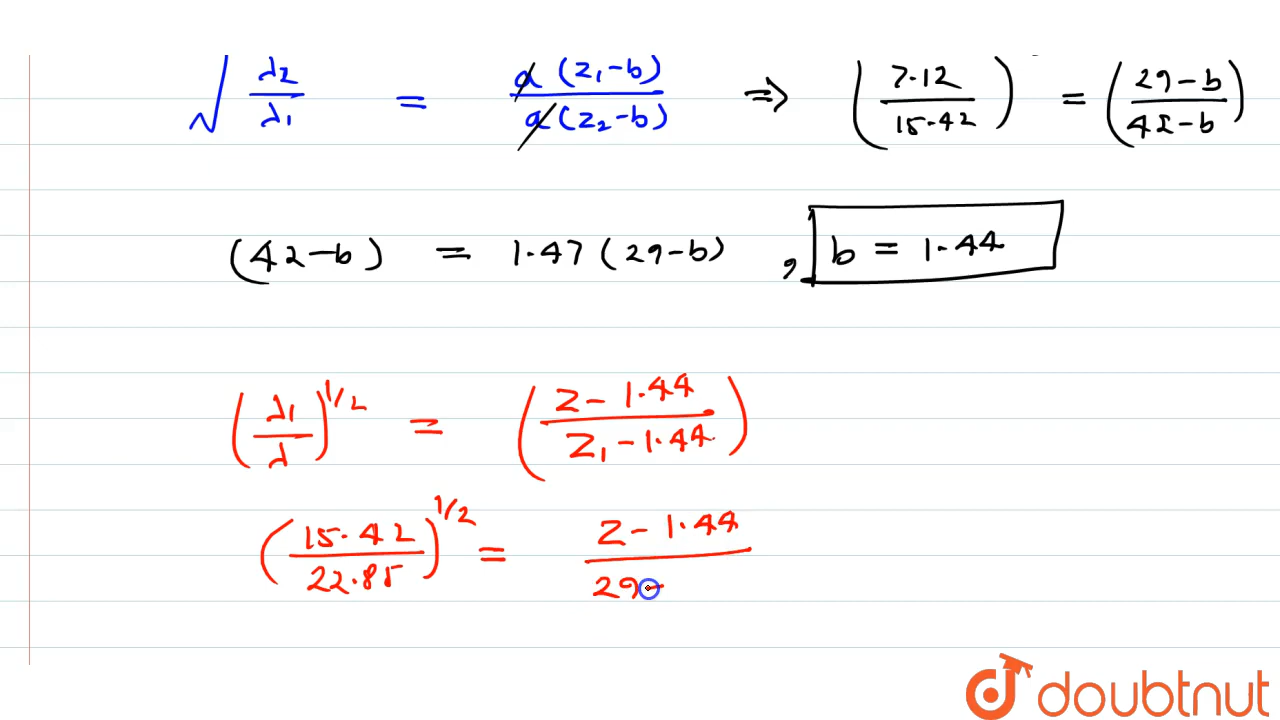 √(λ2/λ1) = a(z1-b)/a(z2-b) ⇒ (7.12/15.42) = (29-b/42-b)
(42-b) = 1.47(29-b) , b = 1.44
(λ1/λ)^1/2 = (Z-1.44/Z1-1.44)
(15.42/22.85)^1/2 = Z-1.44/29-
doubtnut